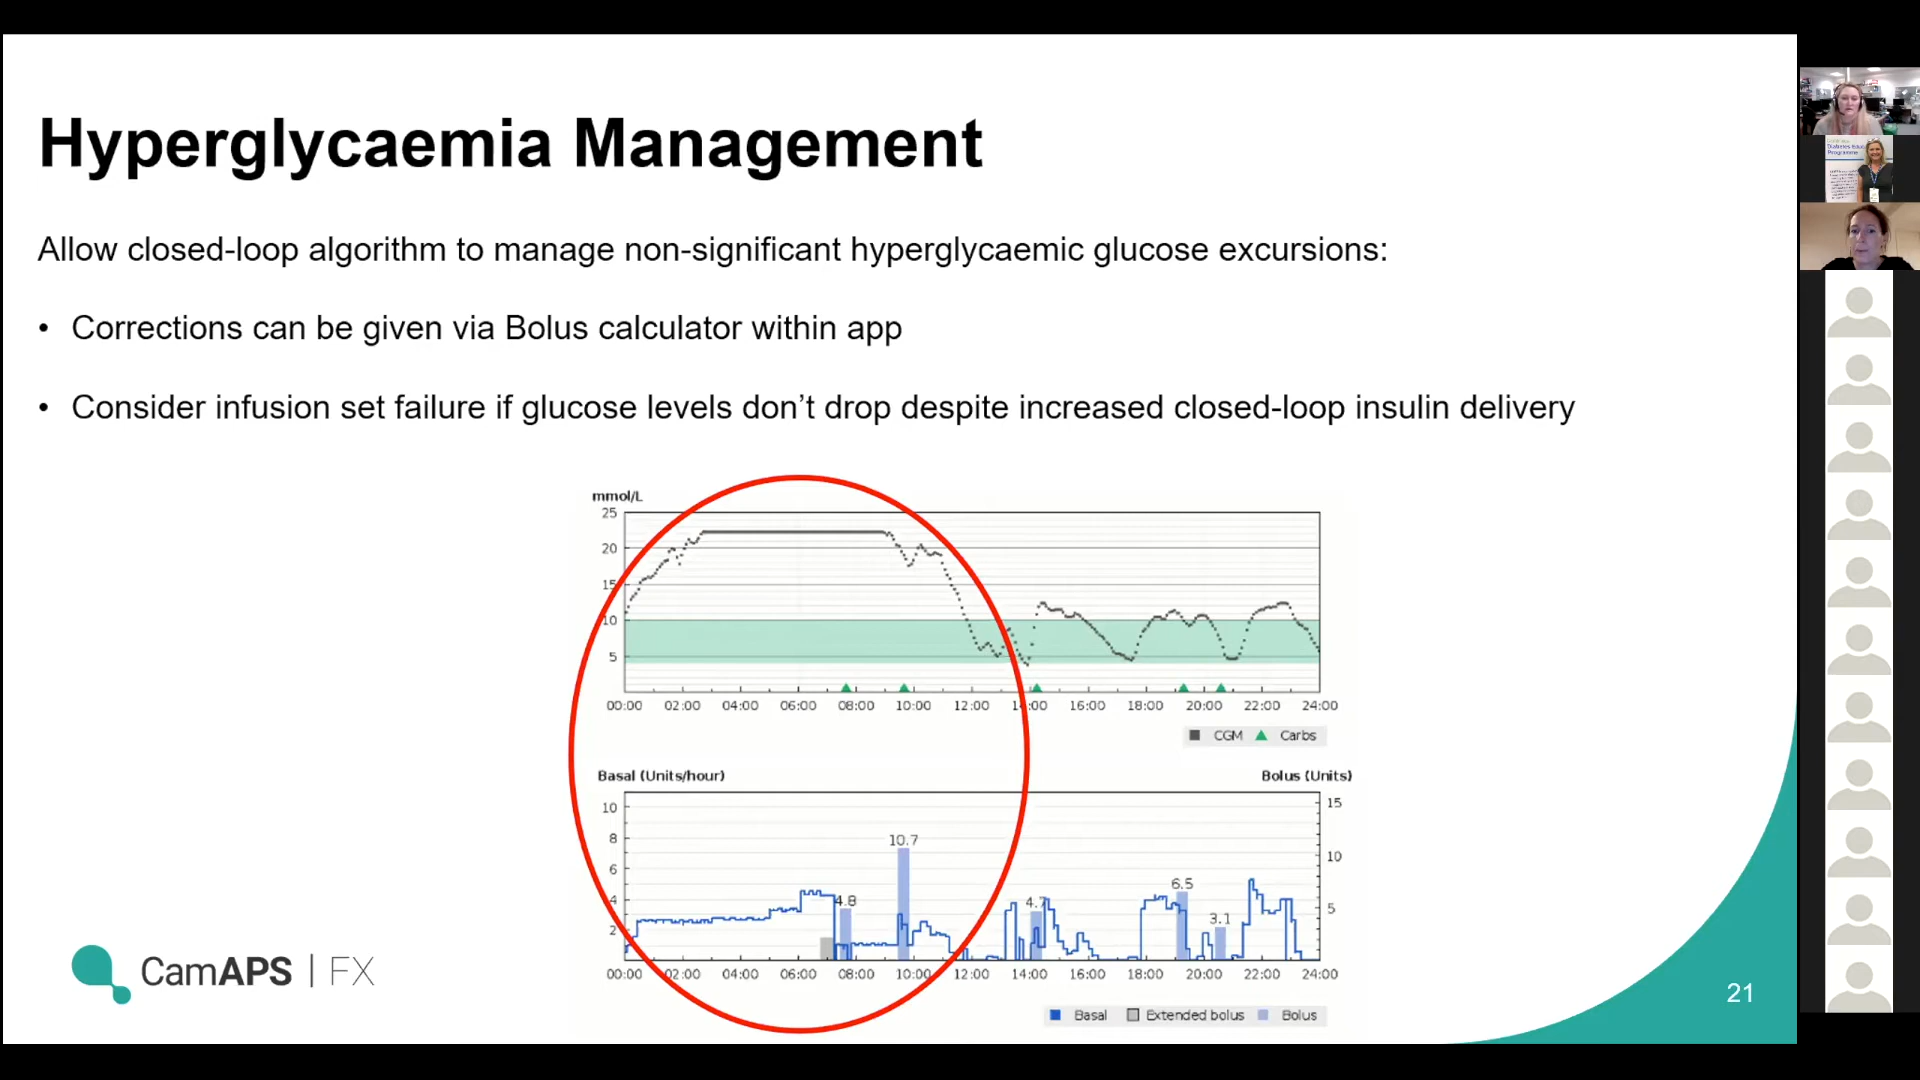 Hyperglycaemia Management
Allow closed-loop algorithm to manage non-significant hyperglycaemic glucose excursions:
• Corrections can be given via Bolus calculator within app
• Consider infusion set failure if glucose levels don’t drop despite increased closed-loop insulin delivery
mmol/L
25
20
15
10
5
00:00 02:00 04:00 06:00 08:00 10:00 12:00 14:00 16:00 18:00 20:00 22:00 24:00
CGM Carbs
Basal (Units/hour) Bolus (Units)
10 15
8 10.7
6 10
4 4.8 4.7 6.5 5
2 3.1
00:00 02:00 04:00 06:00 08:00 10:00 12:00 14:00 16:00 18:00 20:00 22:00 24:00
Basal Extended bolus Bolus
CamAPS | FX
21
Diabetes
Programme